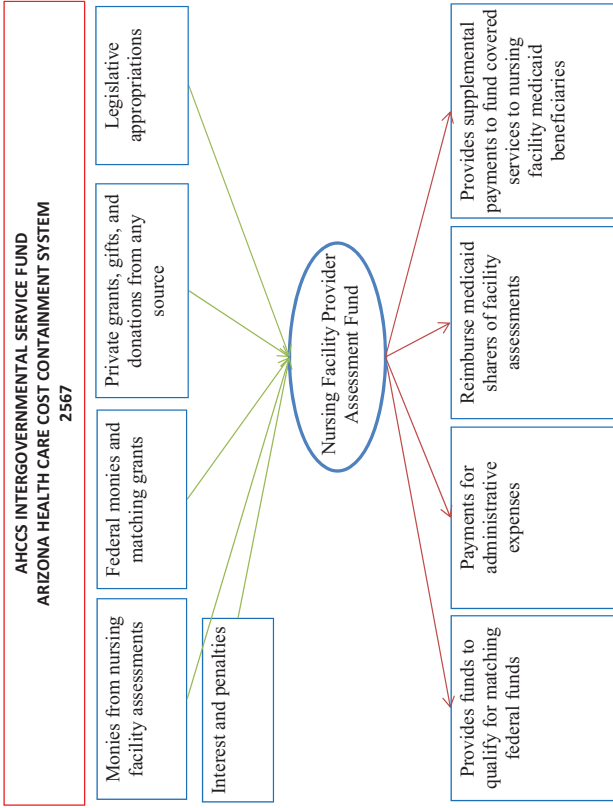 AHCCS INTERGOVERNMENTAL SERVICE FUND
ARIZONA HEALTH CARE COST CONTAINMENT SYSTEM
2567
Monies from nursing
facility assessments
Federal monies and
matching grants
Private grants, gifts, and
donations from any
source
Legislative
appropriations
Interest and penalties
Nursing Facility Provider
Assessment Fund
Provides funds to
qualify for matching
federal funds
Payments for
administrative
expenses
Reimburse medicaid
sharers of facility
assessments
Provides supplemental
payments to fund covered
services to nursing
facility medicaid
beneficiaries